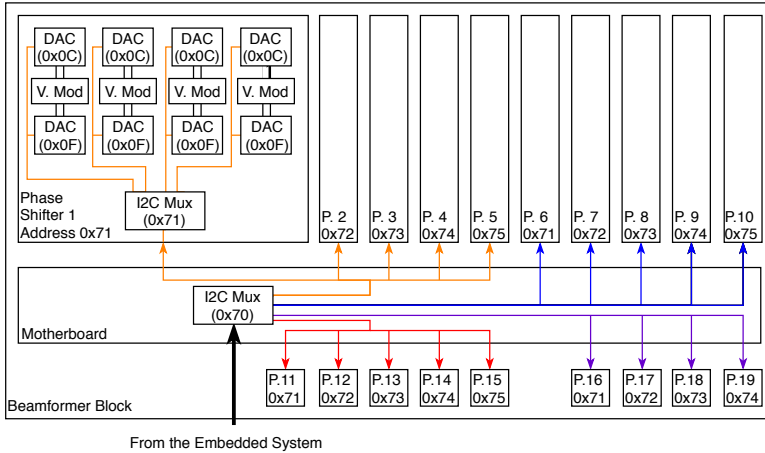 DAC DAC DAC DAC
(0x0C) (0x0C) (0x0C) (0x0C)
V. Mod V. Mod V. Mod V. Mod
DAC DAC DAC DAC
(0x0F) (0x0F) (0x0F) (0x0F)
Phase
Shifter 1
Address 0x71
I2C Mux
(0x71)
P. 2 P. 3 P. 4 P. 5 P. 6 P. 7 P. 8 P. 9 P.10
0x72 0x73 0x74 0x75 0x71 0x72 0x73 0x74 0x75
I2C Mux
(0x70)
Motherboard
P.11 P.12 P.13 P.14 P.15 P.16 P.17 P.18 P.19
0x71 0x72 0x73 0x74 0x75 0x71 0x72 0x73 0x74
Beamformer Block
From the Embedded System